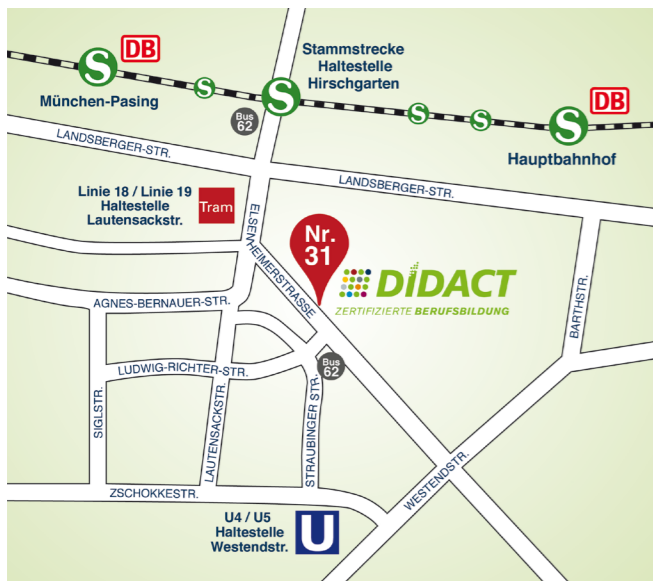 DB
S
München-Pasing
S
Stammstrecke
Haltestelle
Hirschgarten
S
Bus
62
S
S
DB
S
Hauptbahnhof
LANDSBERGER-STR.
LANDSBERGER-STR.
Linie 18 / Linie 19
Haltestelle
Lautensackstr.
Tram
ELSENHEIMERSTRASSE
Nr.
31
DiDACT
ZERTIFIZIERTE BERUFSBILDUNG
BARTHSTR.
AGNES-BERNAUER-STR.
Bus
62
LUDWIG-RICHTER-STR.
SIGLSTR.
LAUTENSACKSTR.
STRAUBINGER STR.
WESTENDSTR.
ZSCHOKKESTR.
U4 / U5
Haltestelle
Westendstr.
U